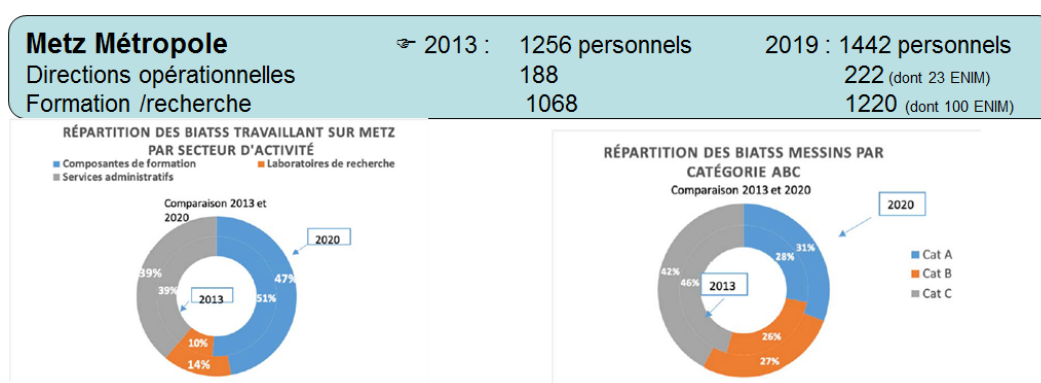 Metz Métropole ☞ 2013 : 1256 personnels 2019 : 1442 personnels
Directions opérationnelles 188 222 (dont 23 ENIM)
Formation /recherche 1068 1220 (dont 100 ENIM)
RÉPARTITION DES BIATSS TRAVAILLANT SUR METZ
PAR SECTEUR D'ACTIVITÉ
Composantes de formation Laboratoires de recherche
Services administratifs
Comparaison 2013 et
2020
2020
39%
47%
39%
2013
51%
10%
14%
RÉPARTITION DES BIATSS MESSINS PAR
CATÉGORIE ABC
Comparaison 2013 et 2020
2020
31%
28%
42%
46%
2013
26%
27%
Cat A
Cat B
Cat C